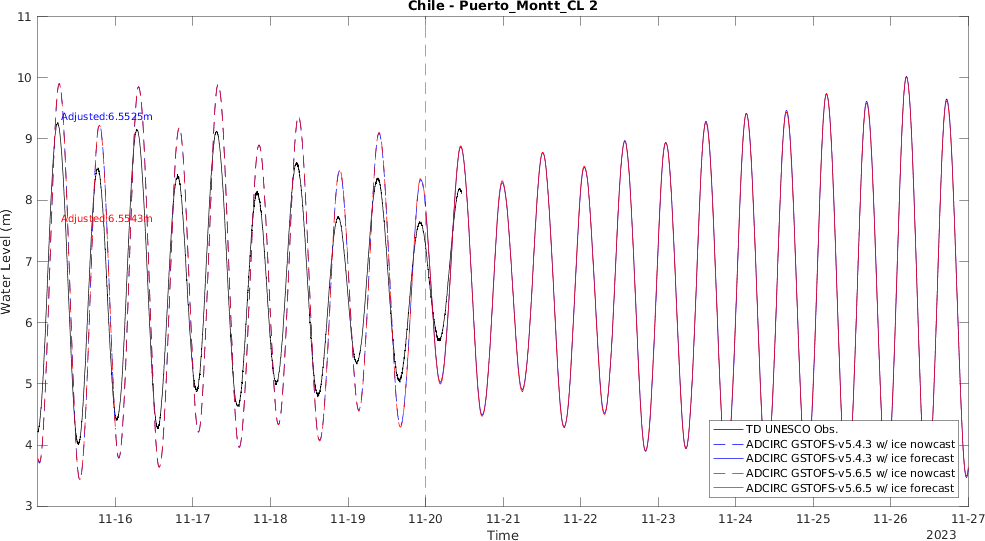 Chile - Puerto_Montt_CL 2
11
10
9
8
7
6
5
4
3
Water Level (m)
Adjusted:6.5525m
Adjusted:6.5543m
TD UNESCO Obs.
ADCIRC GSTOFS-v5.4.3 w/ ice nowcast
ADCIRC GSTOFS-v5.4.3 w/ ice forecast
ADCIRC GSTOFS-v5.6.5 w/ ice nowcast
ADCIRC GSTOFS-v5.6.5 w/ ice forecast
11-16 11-17 11-18 11-19 11-20 11-21 11-22 11-23 11-24 11-25 11-26 11-27
Time
2023